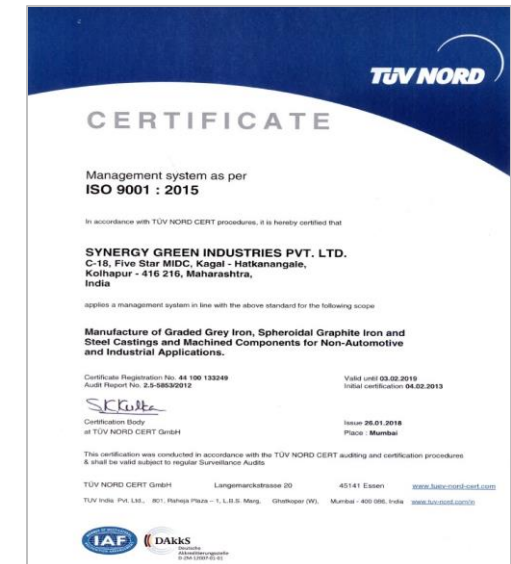 TÜV NORD
CERTIFICATE
Management system as per
ISO 9001 : 2015
In accordance with TÜV NORD CERT procedures, it is hereby certified that
SYNERGY GREEN INDUSTRIES PVT. LTD.
C-18, Five Star MIDC, Kagal - Hatkanangale,
Kolhapur - 416 216, Maharashtra,
India
applies a management system in line with the above standard for the following scope
Manufacture of Graded Grey Iron, Spheroidal Graphite Iron and
Steel Castings and Machined Components for Non-Automotive
and Industrial Applications.
Certificate Registration No. 44 100 133249 Valid until 03.02.2019
Audit Report No. 2.5-5853/2012 Initial certification 04.02.2013
Certification Body Issue 26.01.2018
at TÜV NORD CERT GmbH Place : Mumbai
This certification was conducted in accordance with the TÜV NORD CERT auditing and certification procedures
& shall be valid subject to regular Surveillance Audits
TÜV NORD CERT GmbH Langemarckstrasse 20 45141 Essen www.tuev-nord-cert.com
TUV India Pvt. Ltd., 801, Raheja Plaza – 1, L.B.S. Marg, Ghatkoper (W), Mumbai - 400 086, India www.tuv-nord.com/in
IAF DAkkS
Deutsche
Akkreditierungsstelle
D-ZM-12007-01-01